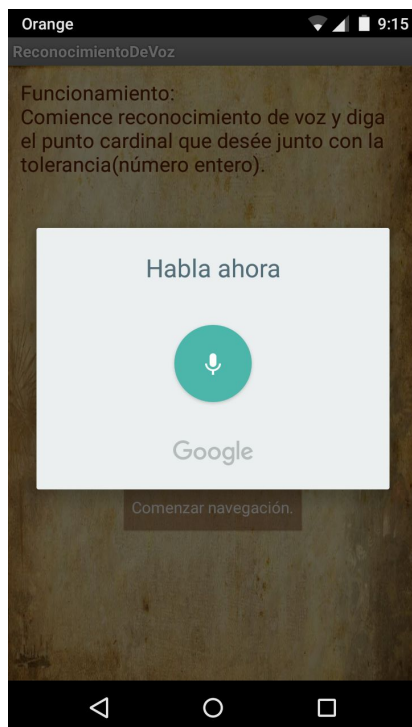 Orange 9:15
ReconocimientoDeVoz
Funcionamiento:
Comience reconocimiento de voz y diga
el punto cardinal que desée junto con la
tolerancia(número entero).
Habla ahora
Google
Comenzar navegación.